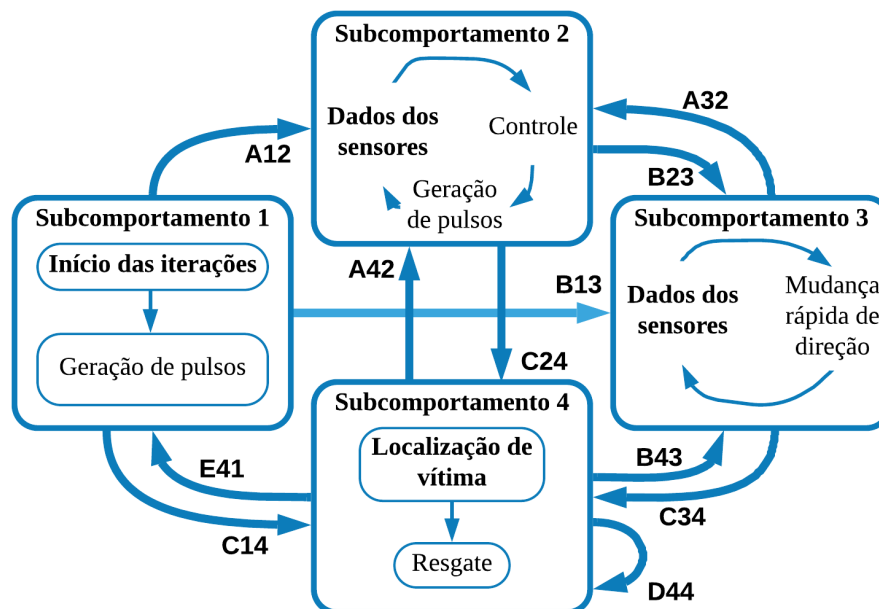 Subcomportamento 2
Dados dos
sensores
Controle
Geração
de pulsos
A12
A32
B23
Subcomportamento 1
Início das iterações
Geração de pulsos
A42
B13
C24
Subcomportamento 3
Dados dos
sensores
Mudança
rápida de
direção
Subcomportamento 4
Localização de
vítima
Resgate
E41
C14
B43
C34
D44